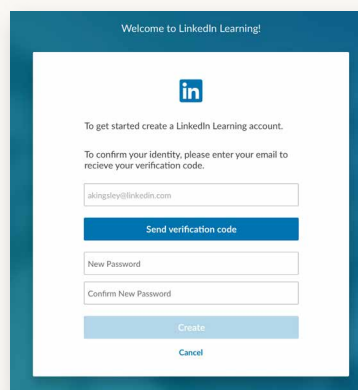 Welcome to LinkedIn Learning!
in
To get started create a LinkedIn Learning account.
To confirm your identity, please enter your email to
recieve your verification code.
akingsley@linkedin.com
Send verification code
New Password
Confirm New Password
Create
Cancel